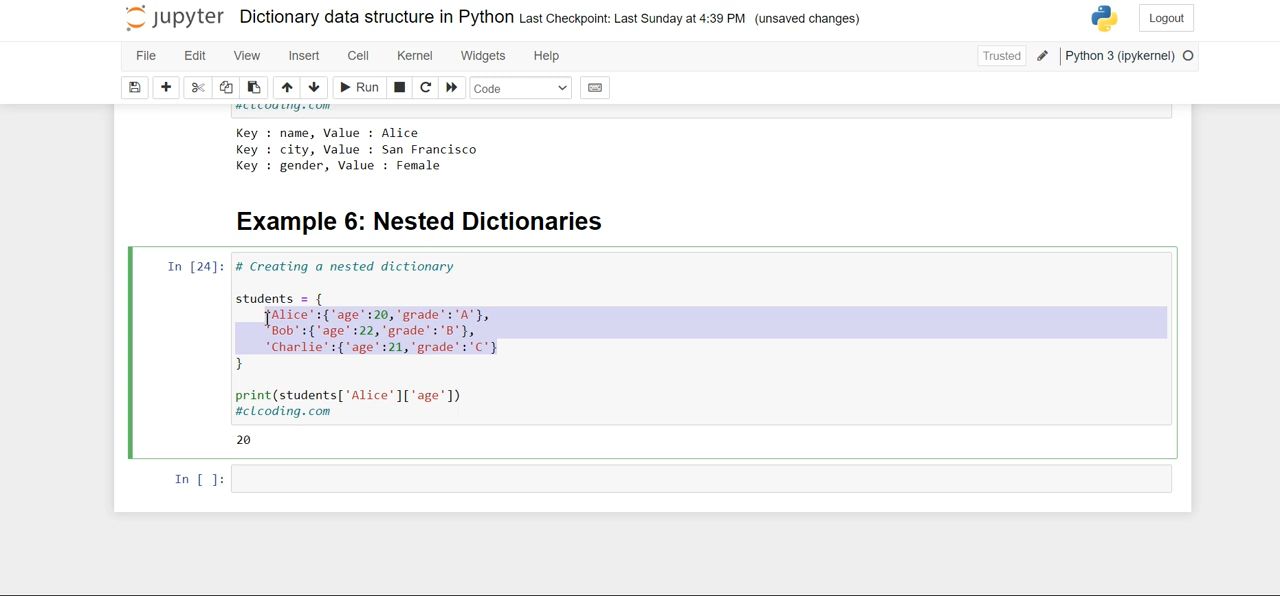 jupyter Dictionary data structure in Python Last Checkpoint: Last Sunday at 4:39 PM (unsaved changes) Logout
File Edit View Insert Cell Kernel Widgets Help Trusted Python 3 (ipykernel)
Run Code
#clcoding.com
Key : name, Value : Alice
Key : city, Value : San Francisco
Key : gender, Value : Female
Example 6: Nested Dictionaries
In [24]: # Creating a nested dictionary
students = {
'Alice':{'age':20,'grade':'A'},
'Bob':{'age':22,'grade':'B'},
'Charlie':{'age':21,'grade':'C'}
}
print(students['Alice']['age'])
#clcoding.com
20
In [ ]: